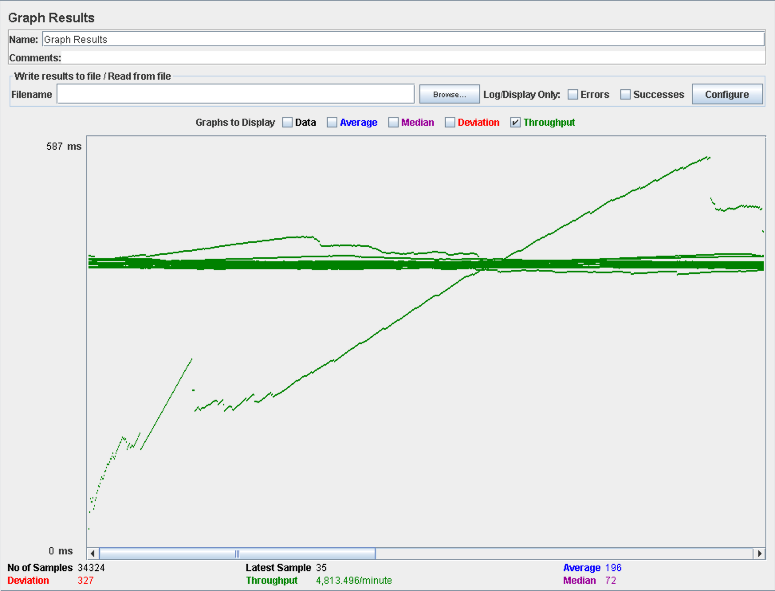 Graph Results
Name: Graph Results
Comments:
Write results to file / Read from file
Filename Browse... Log/Display Only: Errors Successes Configure
Graphs to Display Data Average Median Deviation Throughput
587 ms
0 ms
No of Samples 34324 Latest Sample 35 Average 196
Deviation 327 Throughput 4,813.496/minute Median 72